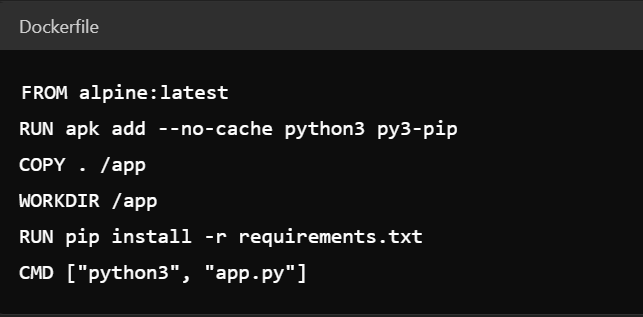 Dockerfile
FROM alpine:latest
RUN apk add --no-cache python3 py3-pip
COPY . /app
WORKDIR /app
RUN pip install -r requirements.txt
CMD ["python3", "app.py"]